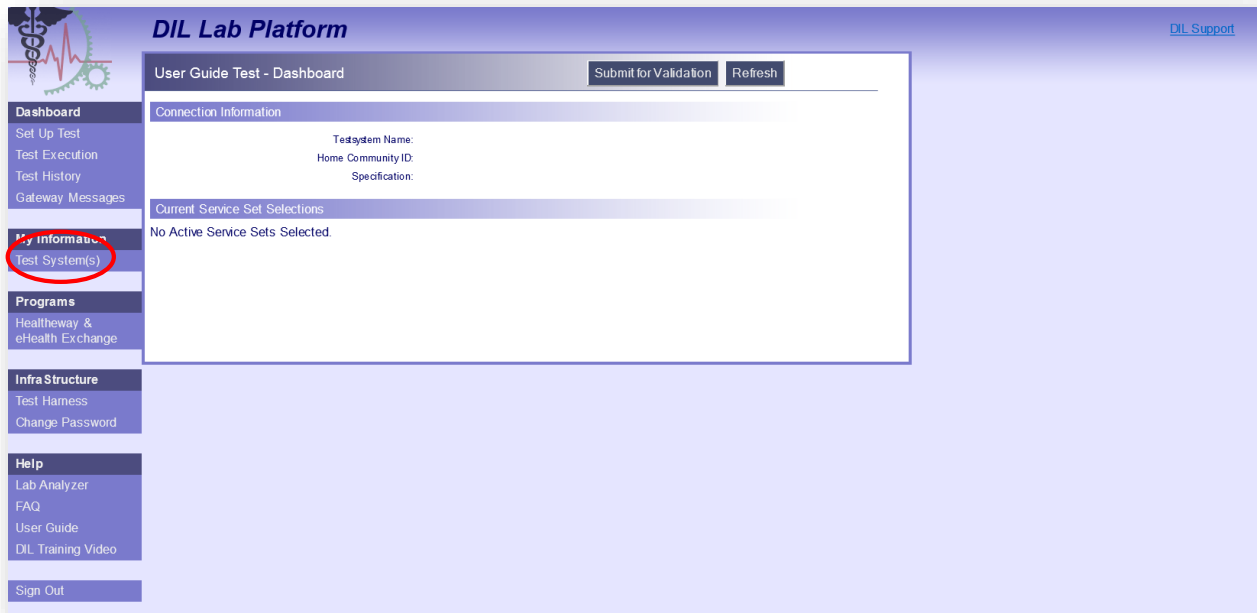 DIL Lab Platform
DIL Support
User Guide Test - Dashboard
Submit for Validation
Refresh
Dashboard
Set Up Test
Test Execution
Test History
Gateway Messages
My Information
Test System(s)
Programs
Healtheway &
eHealth Exchange
InfraStructure
Test Harness
Change Password
Help
Lab Analyzer
FAQ
User Guide
DIL Training Video
Sign Out
Connection Information
Testsystem Name:
Home Community ID:
Specification:
Current Service Set Selections
No Active Service Sets Selected.